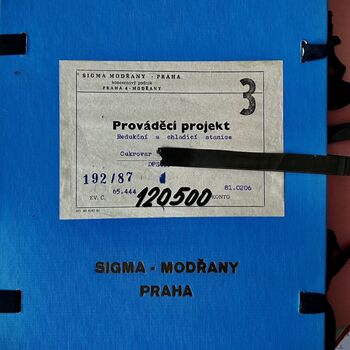 SIGMA MODŘANY - PRAHA
koncernový podnik
PRAHA 4 - MODŘANY
3
Prováděcí projekt
Redukční a chladicí stanice
Cukrovar
192/87
KV. Č. 65.444 120500 KONTO 81.0206
SIGMA - MODŘANY
PRAHA